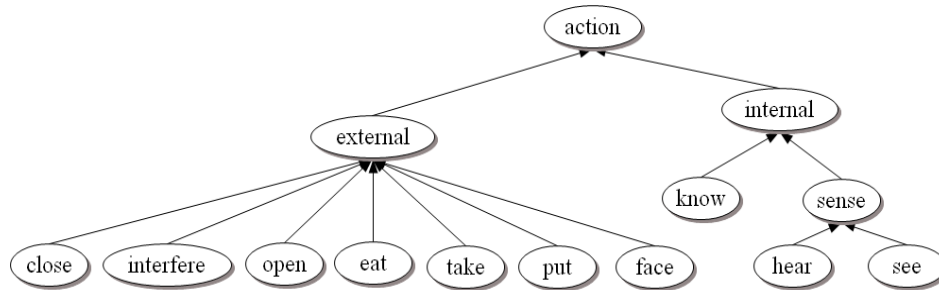 action
internal
external
know
sense
close
interfere
open
eat
take
put
face
hear
see